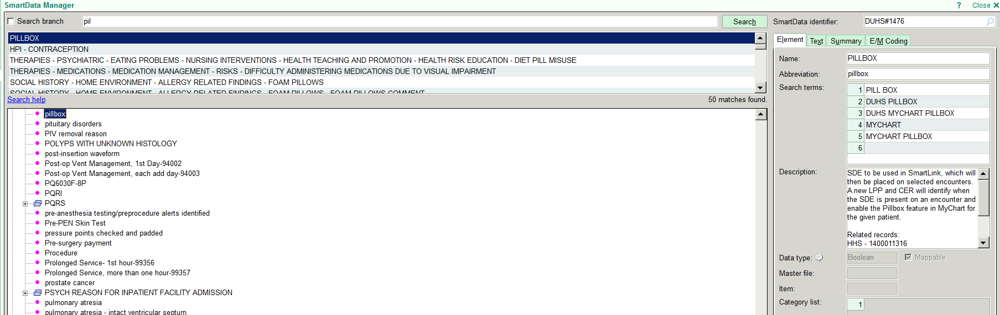 SmartData Manager
? Close X
Search branch
pil
Search
SmartData identifier:
DUHS#1476
PILLBOX
HPI - CONTRACEPTION
THERAPIES - PSYCHIATRIC - EATING PROBLEMS - NURSING INTERVENTIONS - HEALTH TEACHING AND PROMOTION - HEALTH RISK EDUCATION - DIET PILL MISUSE
THERAPIES - MEDICATIONS - MEDICATION MANAGEMENT - RISKS - DIFFICULTY ADMINISTERING MEDICATIONS DUE TO VISUAL IMPAIRMENT
SOCIAL HISTORY - HOME ENVIRONMENT - ALLERGY RELATED FINDINGS - FOAM PILLOWS
SOCIAL HISTORY - HOME ENVIRONMENT - ALLERGY RELATED FINDINGS - FOAM PILLOWS - FOAM PILLOWS COMMENT
Search help
50 matches found.
pillbox
pituitary disorders
PIV removal reason
POLYPS WITH UNKNOWN HISTOLOGY
post-insertion waveform
Post-op Vent Management, 1st Day-94002
Post-op Vent Management, each add day-94003
PQ6030F-8P
PQRI
PQRS
pre-anesthesia testing/preprocedure alerts identified
Pre-PEN Skin Test
pressure points checked and padded
Pre-surgery payment
Procedure
Prolonged Service- 1st hour-99356
Prolonged Service, more than one hour-99357
prostate cancer
PSYCH REASON FOR INPATIENT FACILITY ADMISSION
pulmonary atresia
pulmonary atresia - intact ventricular septum
Element
Text
Summary
E/M Coding
Name:
PILLBOX
Abbreviation:
pillbox
Search terms:
1 PILL BOX
2 DUHS PILLBOX
3 DUHS MYCHART PILLBOX
4 MYCHART
5 MYCHART PILLBOX
6
Description:
SDE to be used in SmartLink, which will
then be placed on selected encounters.
A new LPP and CER will identify when
the SDE is present on an encounter and
enable the Pillbox feature in MyChart for
the given patient.
Related records:
HHS - 1400011316
Data type:
Boolean
Mappable
Master file:
Item:
Category list:
1